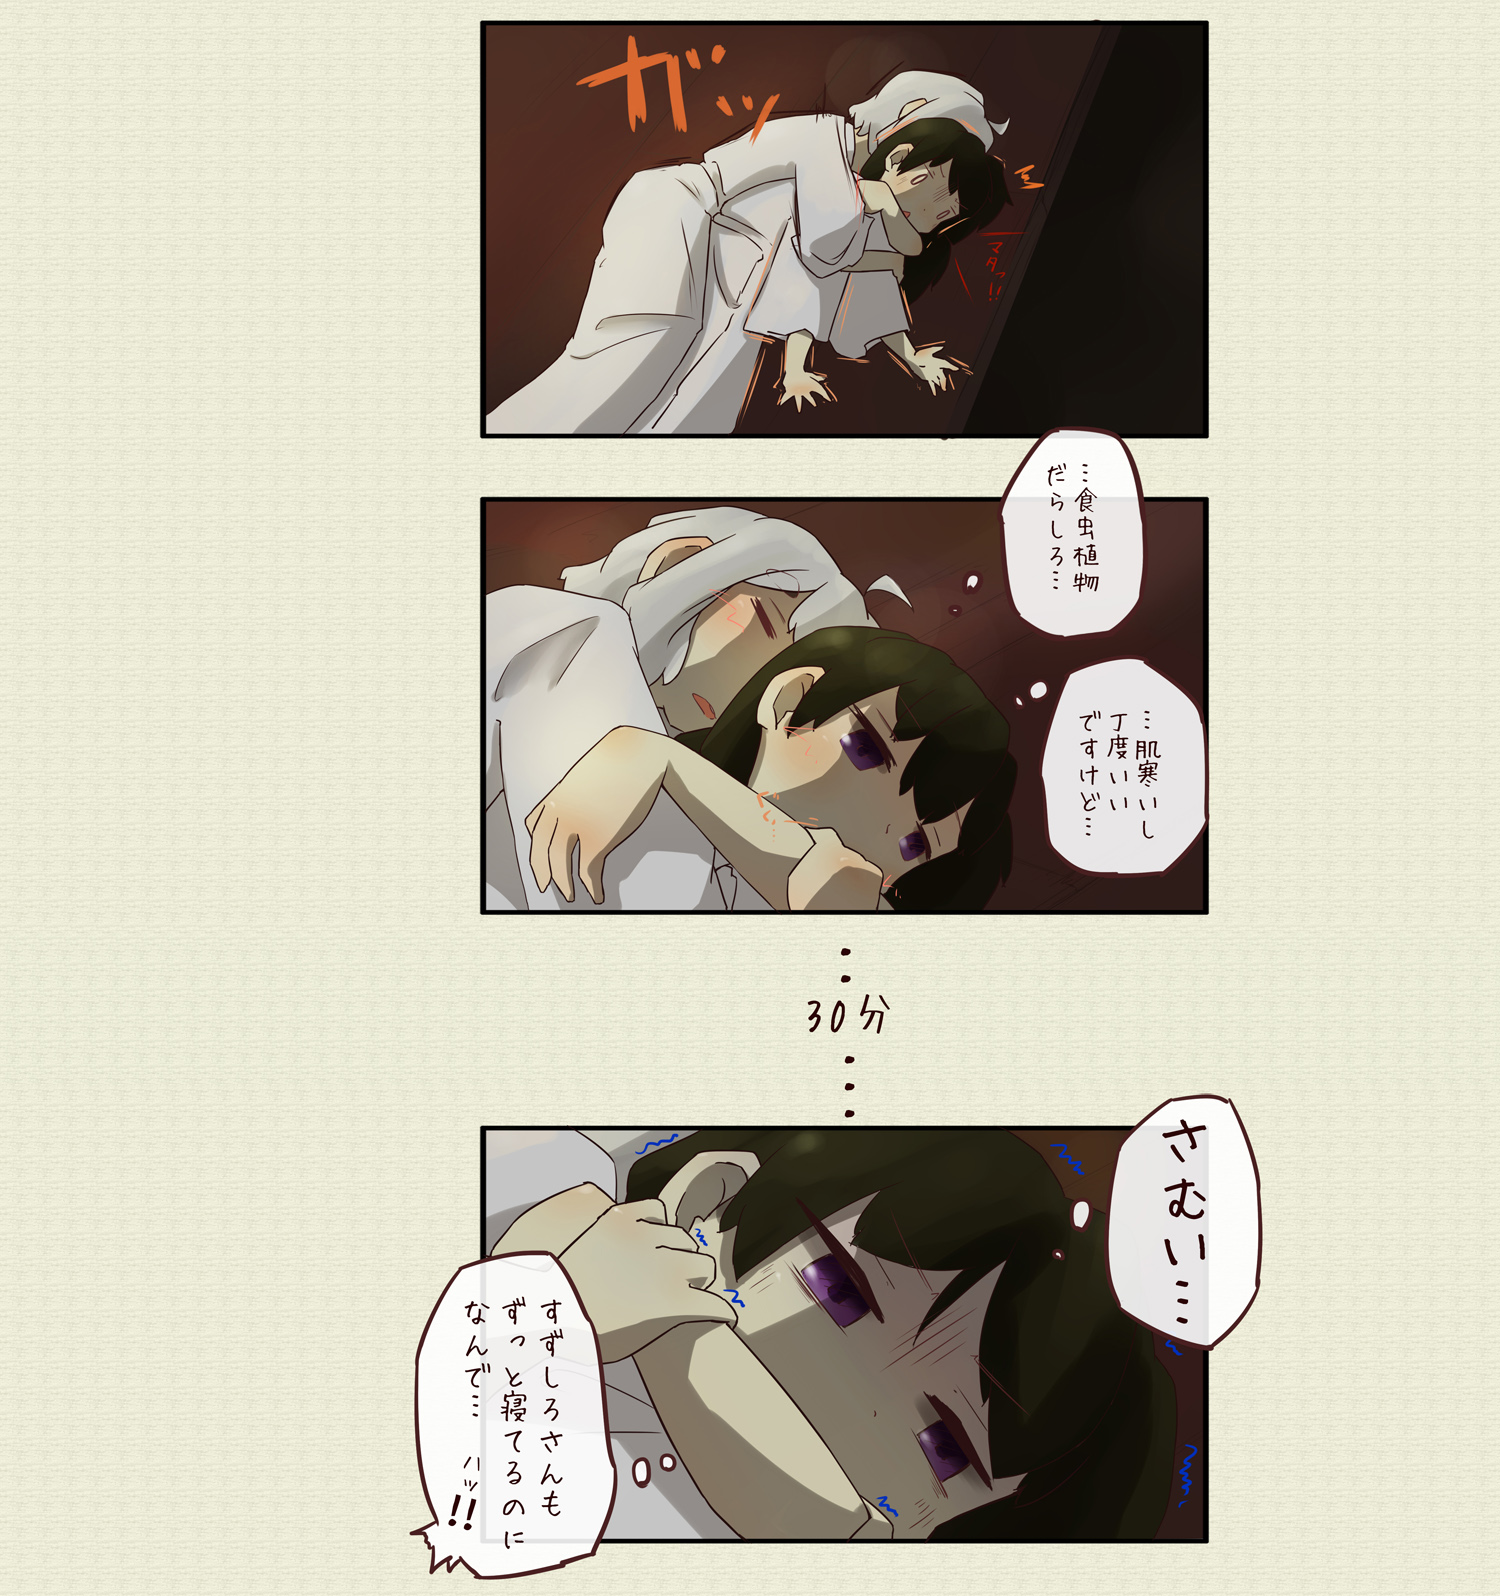 ガッ
マタっ!!
…食虫植物
だらしろ…
…肌寒いし
丁度いい
ですけど…
ぐい…
30分
さむい…
すずしろさんも
ずっと寝てるのに
なんで…
ハッ!!